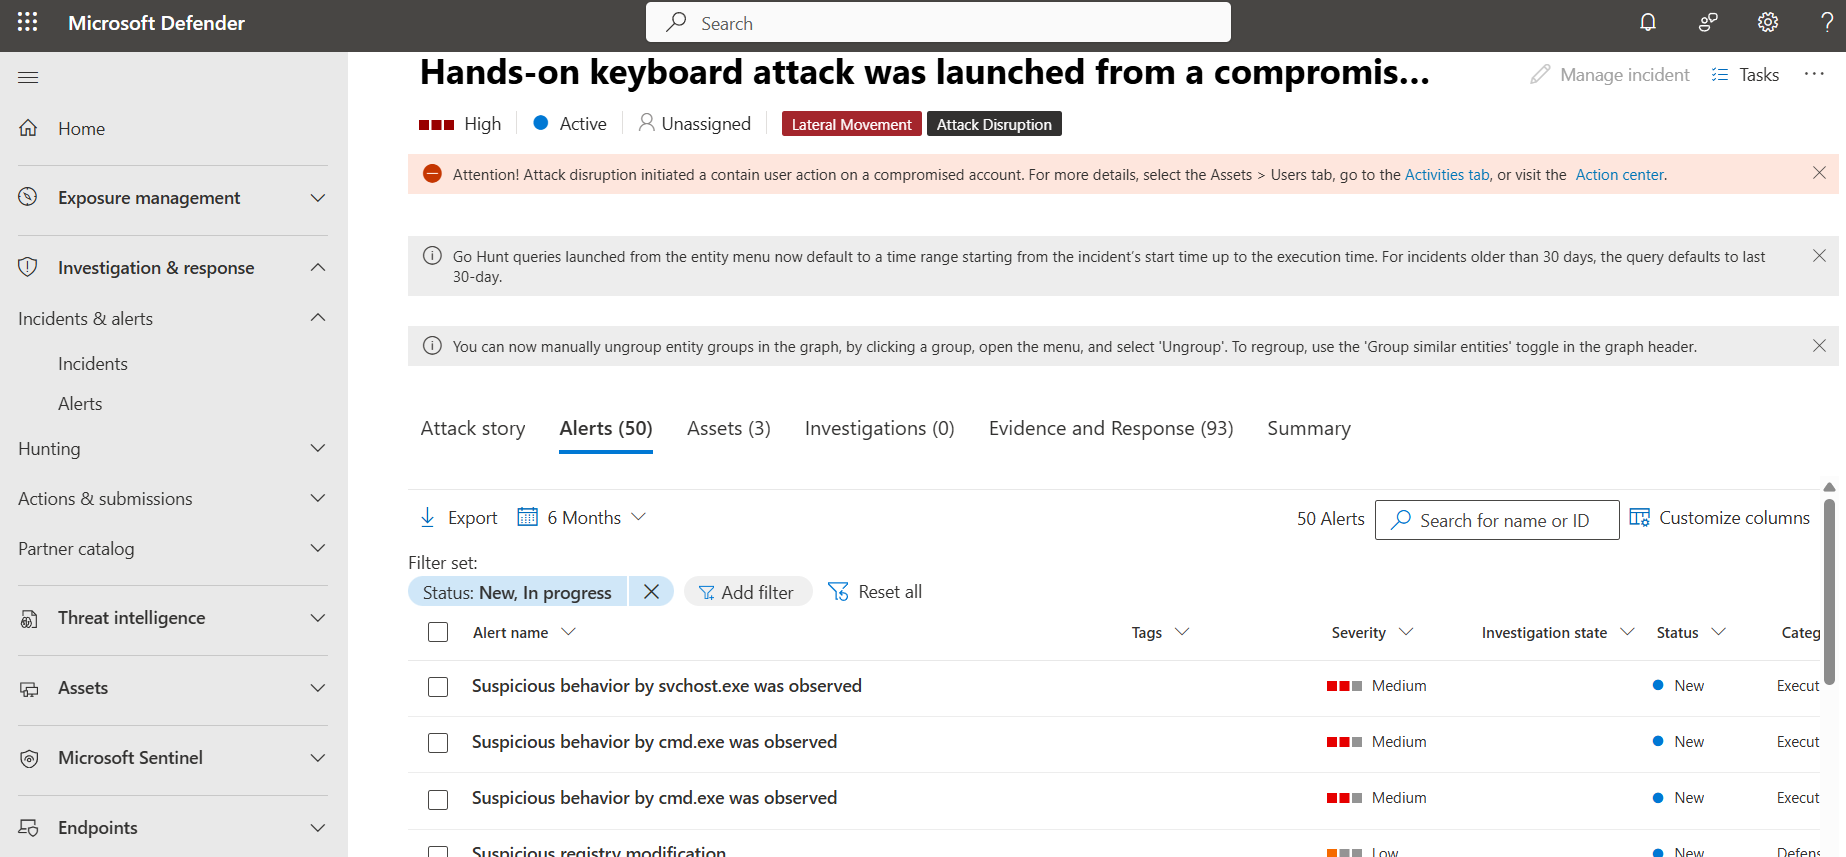 Microsoft Defender
Search
Hands-on keyboard attack was launched from a compromis...
Manage incident
Tasks
High
Active
Unassigned
Lateral Movement
Attack Disruption
Attention! Attack disruption initiated a contain user action on a compromised account. For more details, select the Assets > Users tab, go to the Activities tab, or visit the Action center.
Go Hunt queries launched from the entity menu now default to a time range starting from the incident's start time up to the execution time. For incidents older than 30 days, the query defaults to last
30-day.
You can now manually ungroup entity groups in the graph, by clicking a group, open the menu, and select 'Ungroup'. To regroup, use the 'Group similar entities' toggle in the graph header.
Home
Exposure management
Investigation & response
Incidents & alerts
Incidents
Alerts
Hunting
Actions & submissions
Partner catalog
Threat intelligence
Assets
Microsoft Sentinel
Endpoints
Attack story
Alerts (50)
Assets (3)
Investigations (0)
Evidence and Response (93)
Summary
Export
6 Months
50 Alerts
Search for name or ID
Customize columns
Filter set:
Status: New, In progress
Add filter
Reset all
Alert name
Tags
Severity
Investigation state
Status
Categ
Suspicious behavior by svchost.exe was observed
Medium
New
Execut
Suspicious behavior by cmd.exe was observed
Medium
New
Execut
Suspicious behavior by cmd.exe was observed
Medium
New
Execut
Suspicious registry modification
Low
New
Defens